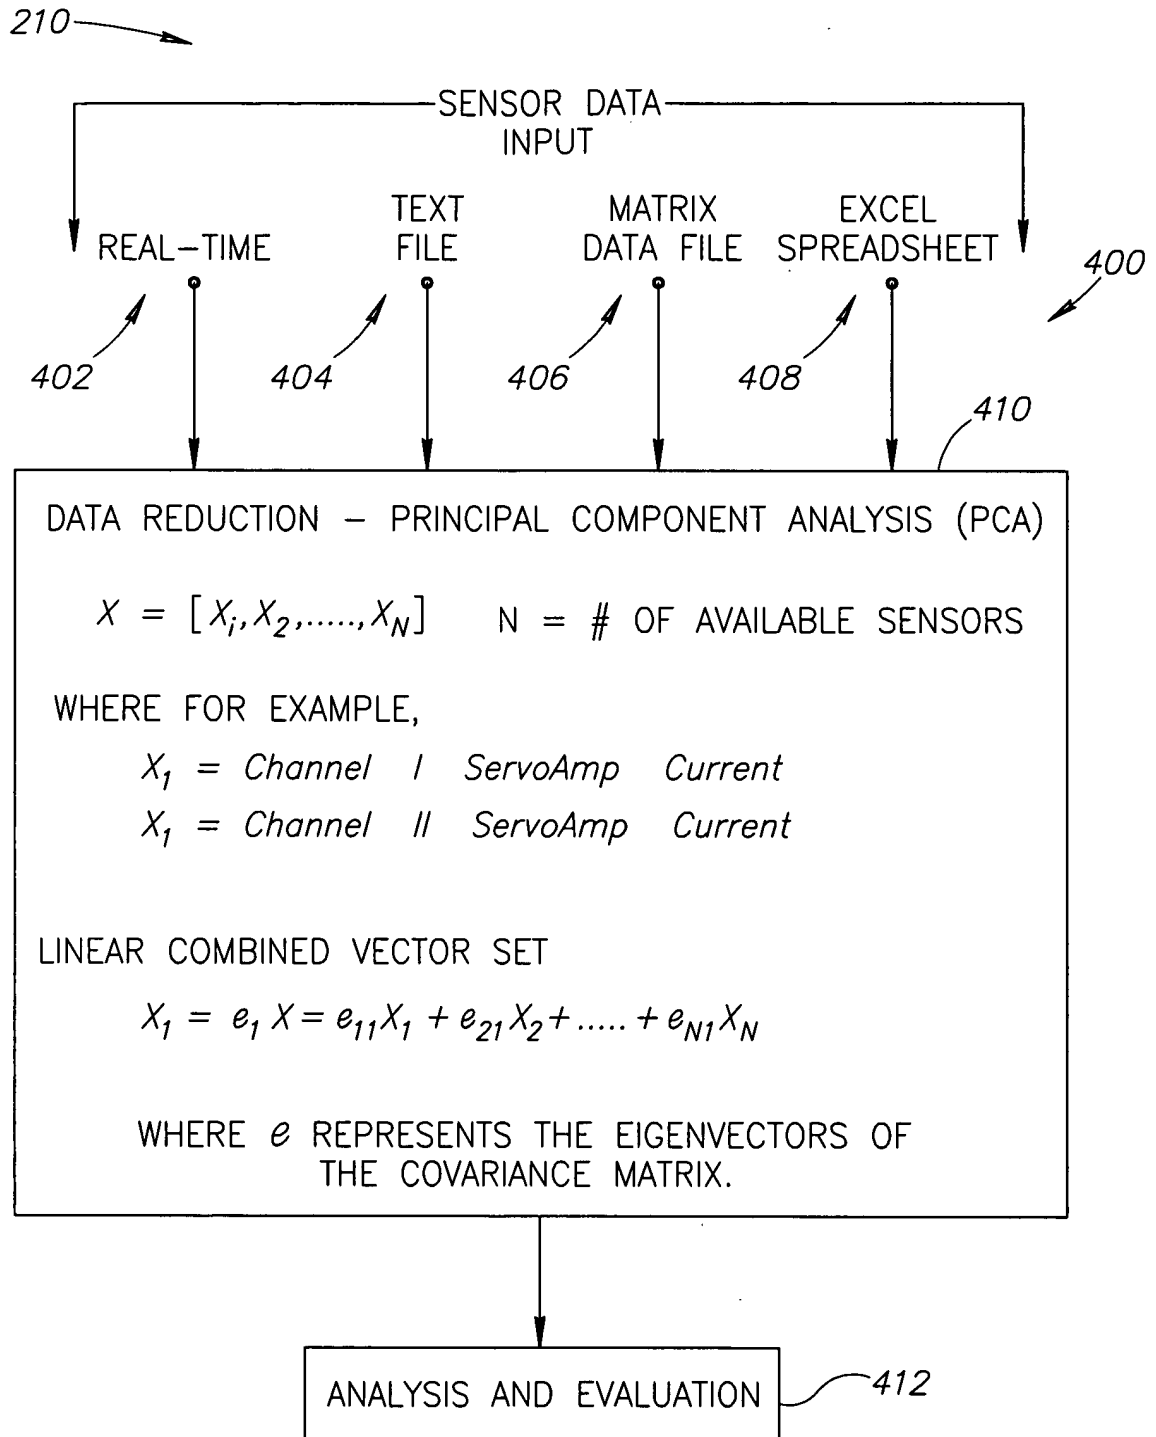 210
SENSOR DATA
INPUT
REAL-TIME
TEXT
FILE
MATRIX
DATA FILE
EXCEL
SPREADSHEET
400
402
404
406
408
410
DATA REDUCTION – PRINCIPAL COMPONENT ANALYSIS (PCA)
X = [X_i, X_2, ....., X_N] N = # OF AVAILABLE SENSORS
WHERE FOR EXAMPLE,
X_1 = Channel I ServoAmp Current
X_1 = Channel II ServoAmp Current
LINEAR COMBINED VECTOR SET
X_1 = e_1 X = e_11 X_1 + e_21 X_2 + ..... + e_N1 X_N
WHERE e REPRESENTS THE EIGENVECTORS OF
THE COVARIANCE MATRIX.
ANALYSIS AND EVALUATION
412